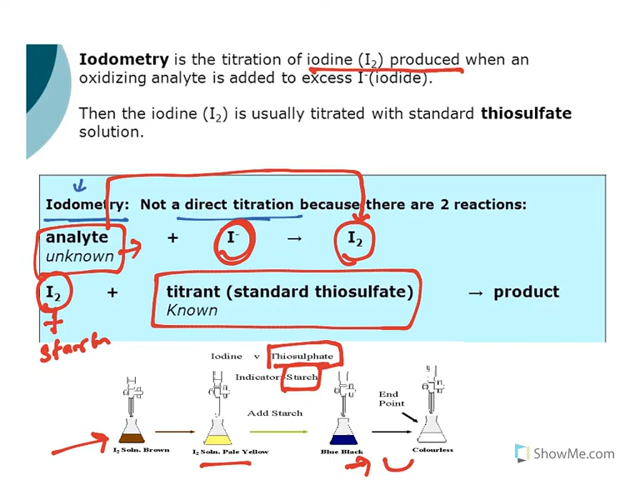 Iodometry is the titration of iodine (I₂) produced when an
oxidizing analyte is added to excess I⁻(iodide).
Then the iodine (I₂) is usually titrated with standard thiosulfate
solution.
Iodometry: Not a direct titration because there are 2 reactions:
analyte + I⁻ → I₂
unknown
I₂ + titrant (standard thiosulfate) → product
Known
+
starch
Iodine v Thiosulphate
Indicator: Starch
Add Starch
End
Point
I₂ Soln. Brown I₂ Soln. Pale Yellow Blue Black Colourless
ShowMe.com